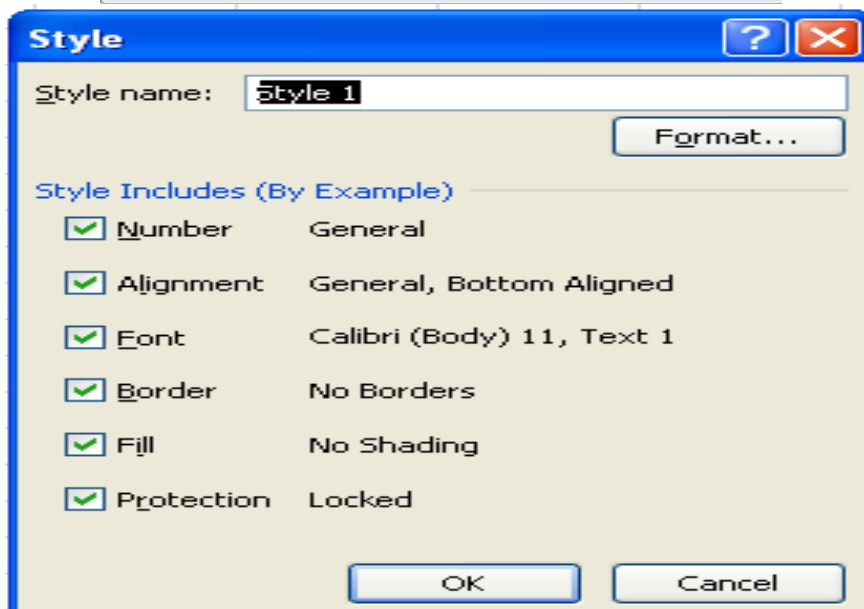 Style
Style name: Style 1
Format...
Style Includes (By Example)
Number General
Alignment General, Bottom Aligned
Font Calibri (Body) 11, Text 1
Border No Borders
Fill No Shading
Protection Locked
OK Cancel